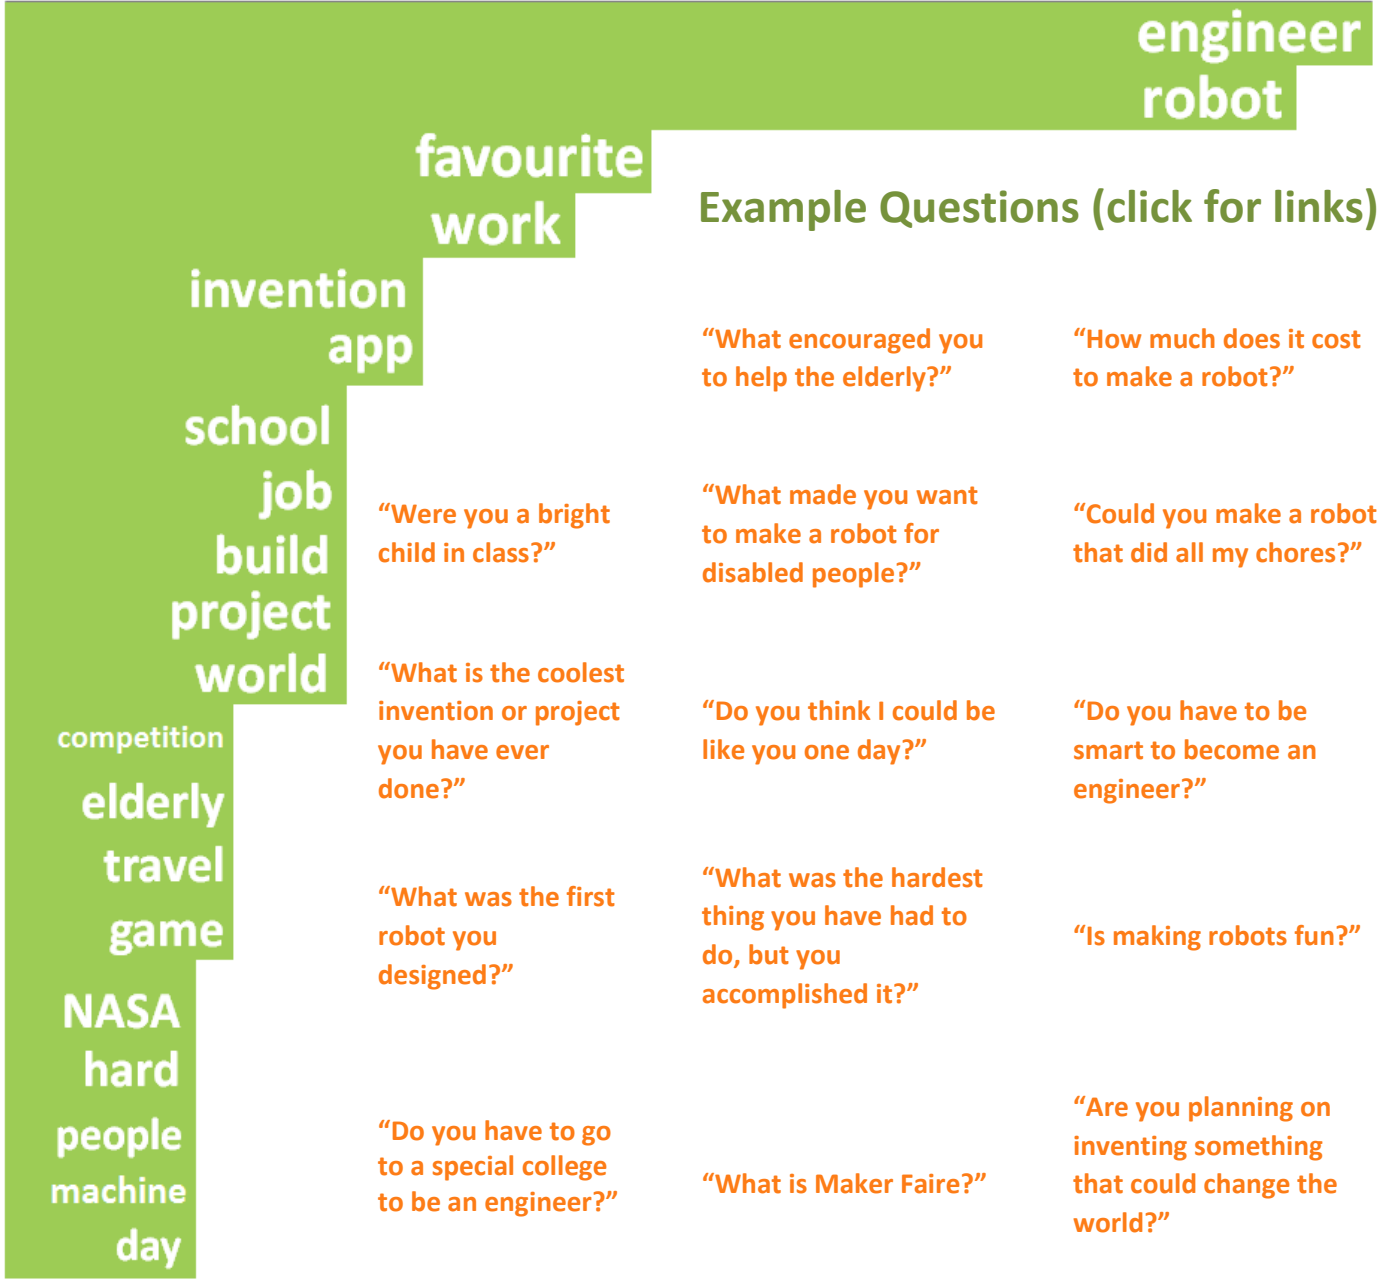 engineer
robot
favourite
work
invention
app
school
job
build
project
world
competition
elderly
travel
game
NASA
hard
people
machine
day
Example Questions (click for links)
“What encouraged you
to help the elderly?”
“How much does it cost
to make a robot?”
“Were you a bright
child in class?”
“What made you want
to make a robot for
disabled people?”
“Could you make a robot
that did all my chores?”
“What is the coolest
invention or project
you have ever
done?”
“Do you think I could be
like you one day?”
“Do you have to be
smart to become an
engineer?”
“What was the first
robot you
designed?”
“What was the hardest
thing you have had to
do, but you
accomplished it?”
“Is making robots fun?”
“Do you have to go
to a special college
to be an engineer?”
“What is Maker Faire?”
“Are you planning on
inventing something
that could change the
world?”